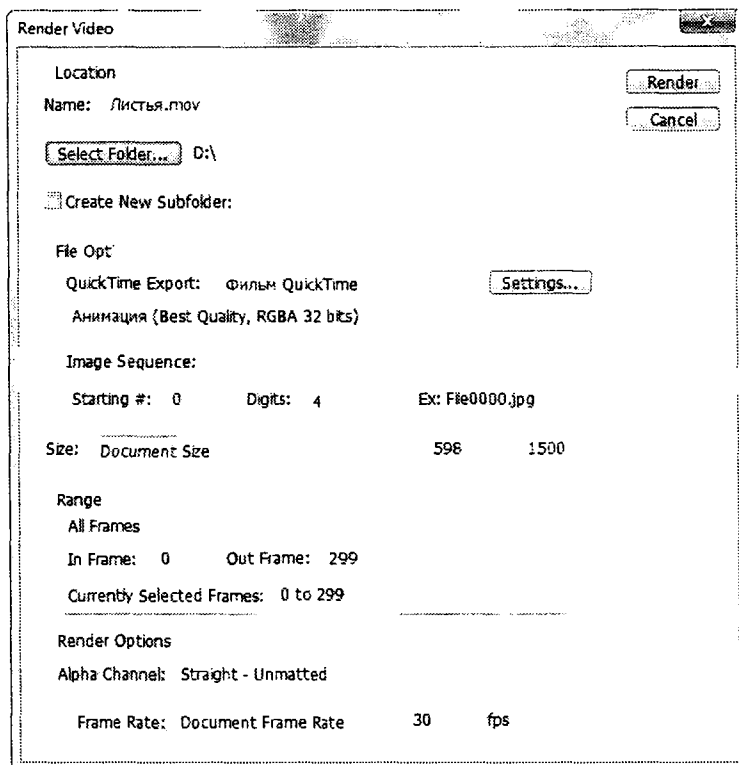 Render Video
Location
Render
Name: Листья.mov
Cancel
Select Folder... D:\
Create New Subfolder:
File Opt
QuickTime Export: Фильм QuickTime Settings...
Анимация (Best Quality, RGBA 32 bits)
Image Sequence:
Starting #: 0 Digits: 4 Ex: File0000.jpg
Size: Document Size 598 1500
Range
All Frames
In Frame: 0 Out Frame: 299
Currently Selected Frames: 0 to 299
Render Options
Alpha Channel: Straight - Unmatted
Frame Rate: Document Frame Rate 30 fps